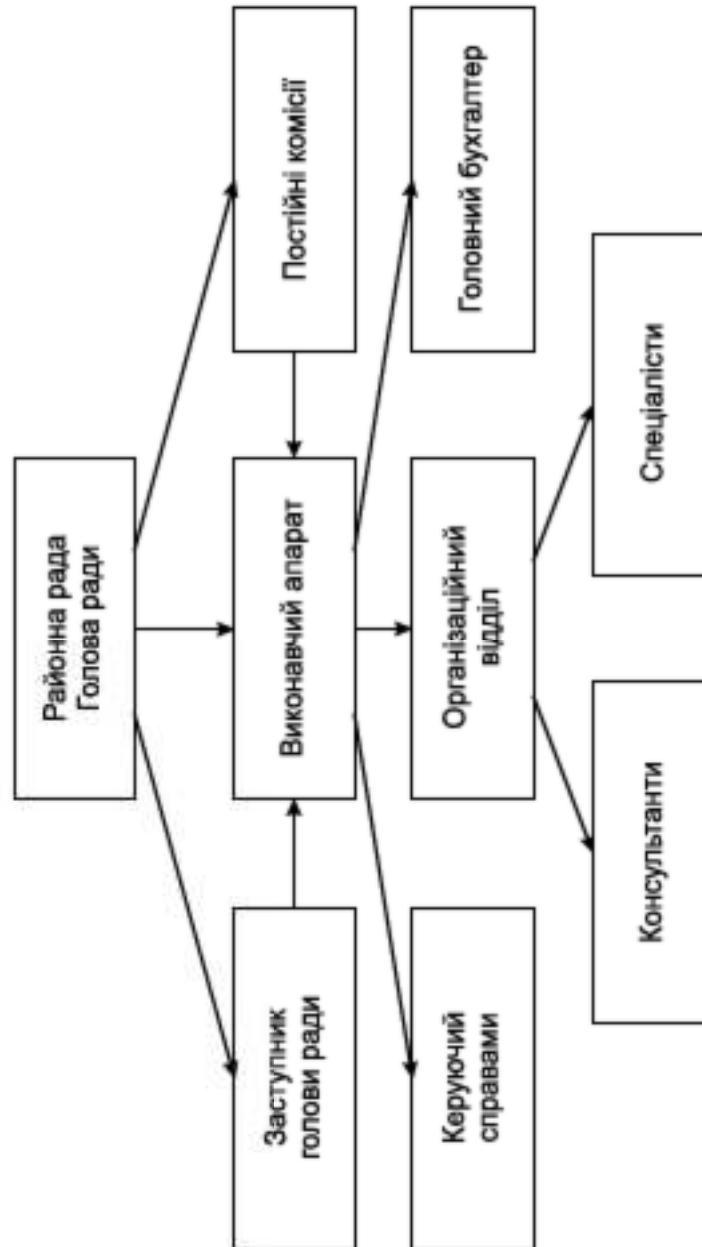 Районна рада
Голова ради
Заступник
голови ради
Виконавчий апарат
Постійні комісії
Керуючий
справами
Організаційний
відділ
Головний бухгалтер
Консультанти
Спеціалісти